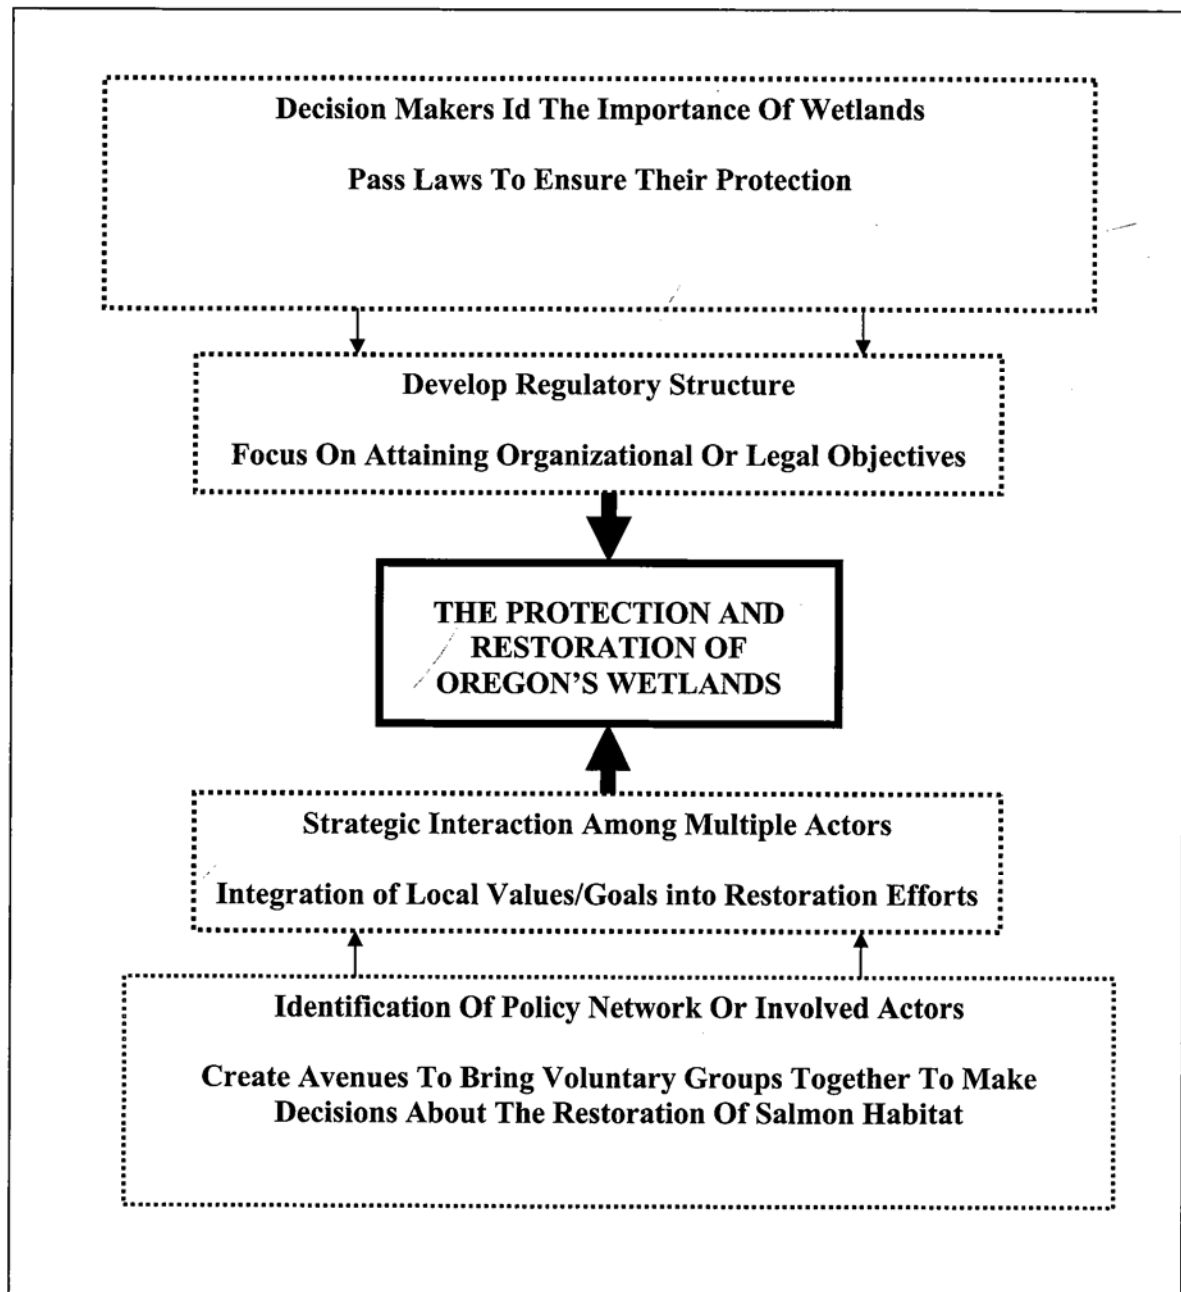 Decision Makers Id The Importance Of Wetlands
Pass Laws To Ensure Their Protection
Develop Regulatory Structure
Focus On Attaining Organizational Or Legal Objectives
THE PROTECTION AND
RESTORATION OF
OREGON'S WETLANDS
Strategic Interaction Among Multiple Actors
Integration of Local Values/Goals into Restoration Efforts
Identification Of Policy Network Or Involved Actors
Create Avenues To Bring Voluntary Groups Together To Make
Decisions About The Restoration Of Salmon Habitat